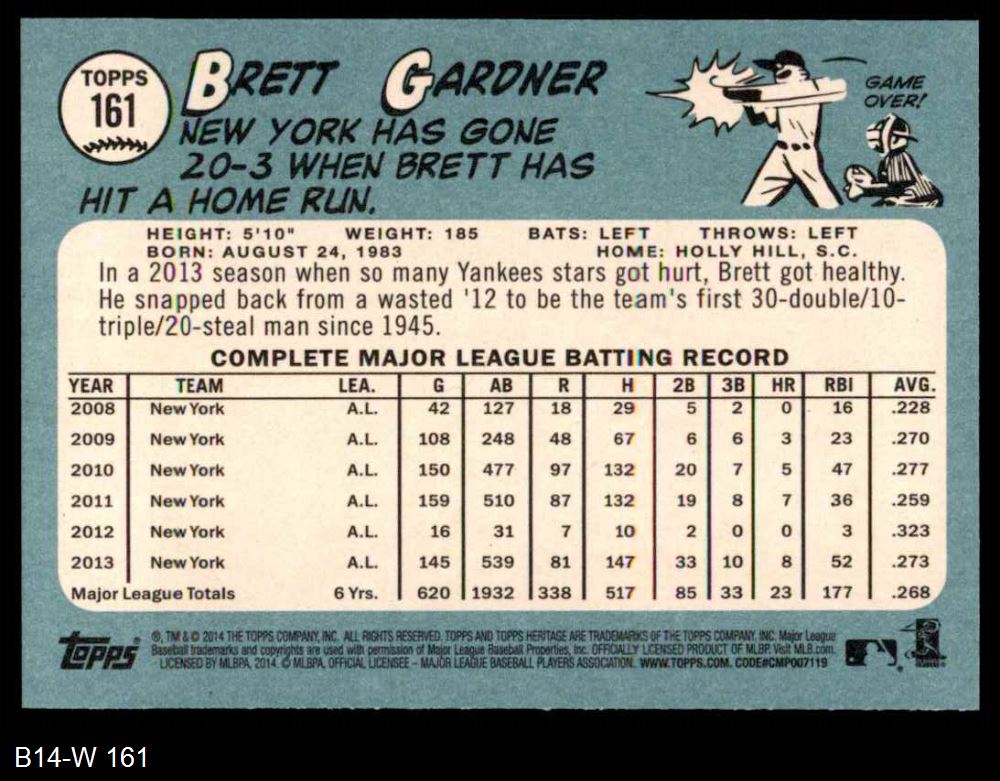 TOPPS
161
BRETT GARDNER
NEW YORK HAS GONE
20-3 WHEN BRETT HAS
HIT A HOME RUN.
GAME
OVER!
HEIGHT: 5'10" WEIGHT: 185 BATS: LEFT THROWS: LEFT
BORN: AUGUST 24, 1983 HOME: HOLLY HILL, S.C.
In a 2013 season when so many Yankees stars got hurt, Brett got healthy.
He snapped back from a wasted '12 to be the team's first 30-double/10-
triple/20-steal man since 1945.
COMPLETE MAJOR LEAGUE BATTING RECORD
YEAR TEAM LEA. G AB R H 2B 3B HR RBI AVG.
2008 New York A.L. 42 127 18 29 5 2 0 16 .228
2009 New York A.L. 108 248 48 67 6 6 3 23 .270
2010 New York A.L. 150 477 97 132 20 7 5 47 .277
2011 New York A.L. 159 510 87 132 19 8 7 36 .259
2012 New York A.L. 16 31 7 10 2 0 0 3 .323
2013 New York A.L. 145 539 81 147 33 10 8 52 .273
Major League Totals 6 Yrs. 620 1932 338 517 85 33 23 177 .268
topps
®, TM & © 2014 THE TOPPS COMPANY, INC. ALL RIGHTS RESERVED. TOPPS AND TOPPS HERITAGE ARE TRADEMARKS OF THE TOPPS COMPANY, INC. Major League
Baseball trademarks and copyrights are used with permission of Major League Baseball Properties, Inc. OFFICIALLY LICENSED PRODUCT OF MLBP. Visit MLB.com.
LICENSED BY MLBPA, 2014. © MLBPA, OFFICIAL LICENSEE – MAJOR LEAGUE BASEBALL PLAYERS ASSOCIATION. WWW.TOPPS.COM. CODE#CMP007119
B14-W 161